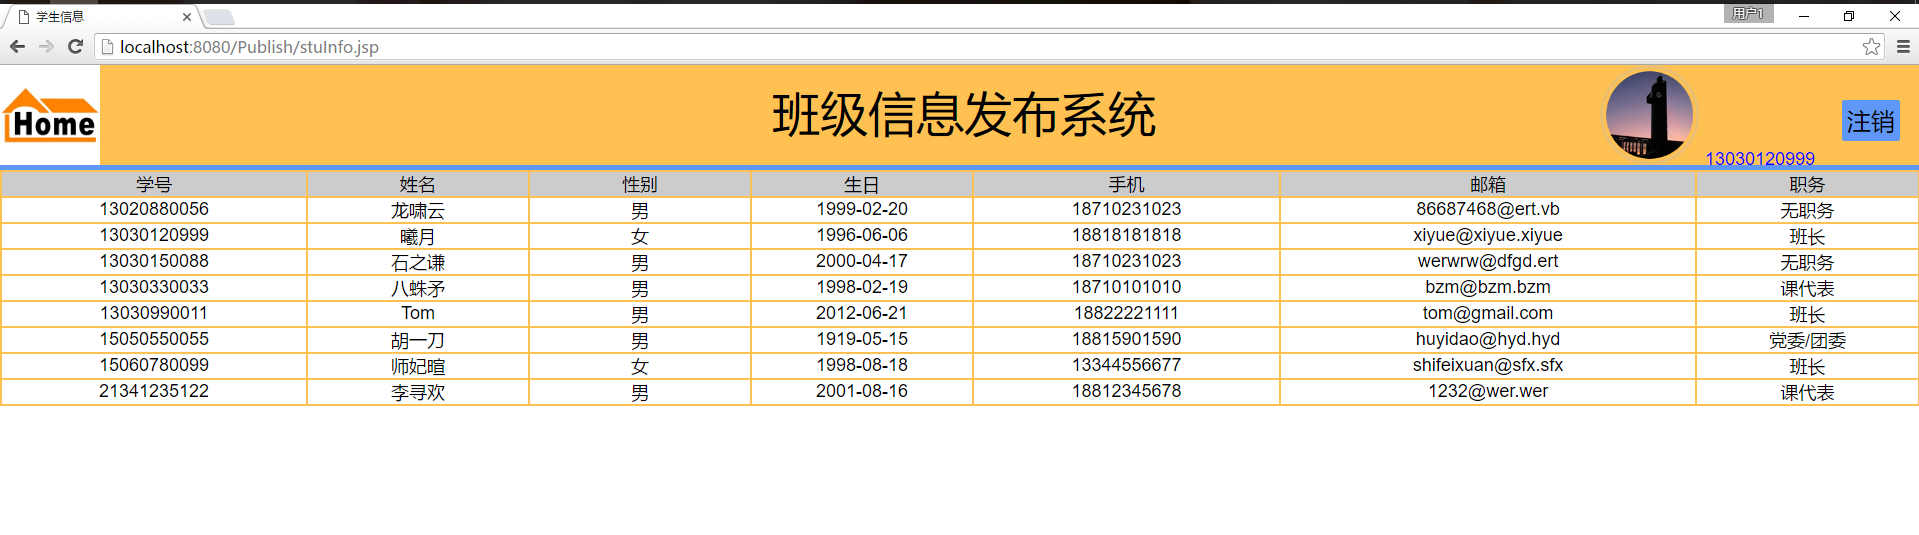 学生信息
用户1
localhost:8080/Publish/stuInfo.jsp
Home
班级信息发布系统
注销
13030120999
学号 姓名 性别 生日 手机 邮箱 职务
13020880056 龙啸云 男 1999-02-20 18710231023 86687468@ert.vb 无职务
13030120999 曦月 女 1996-06-06 18818181818 xiyue@xiyue.xiyue 班长
13030150088 石之谦 男 2000-04-17 18710231023 werwrw@dfgd.ert 无职务
13030330033 八蛛矛 男 1998-02-19 18710101010 bzm@bzm.bzm 课代表
13030990011 Tom 男 2012-06-21 18822221111 tom@gmail.com 班长
15050550055 胡一刀 男 1919-05-15 18815901590 huyidao@hyd.hyd 党委/团委
15060780099 师妃暄 女 1998-08-18 13344556677 shifeixuan@sfx.sfx 班长
21341235122 李寻欢 男 2001-08-16 18812345678 1232@wer.wer 课代表